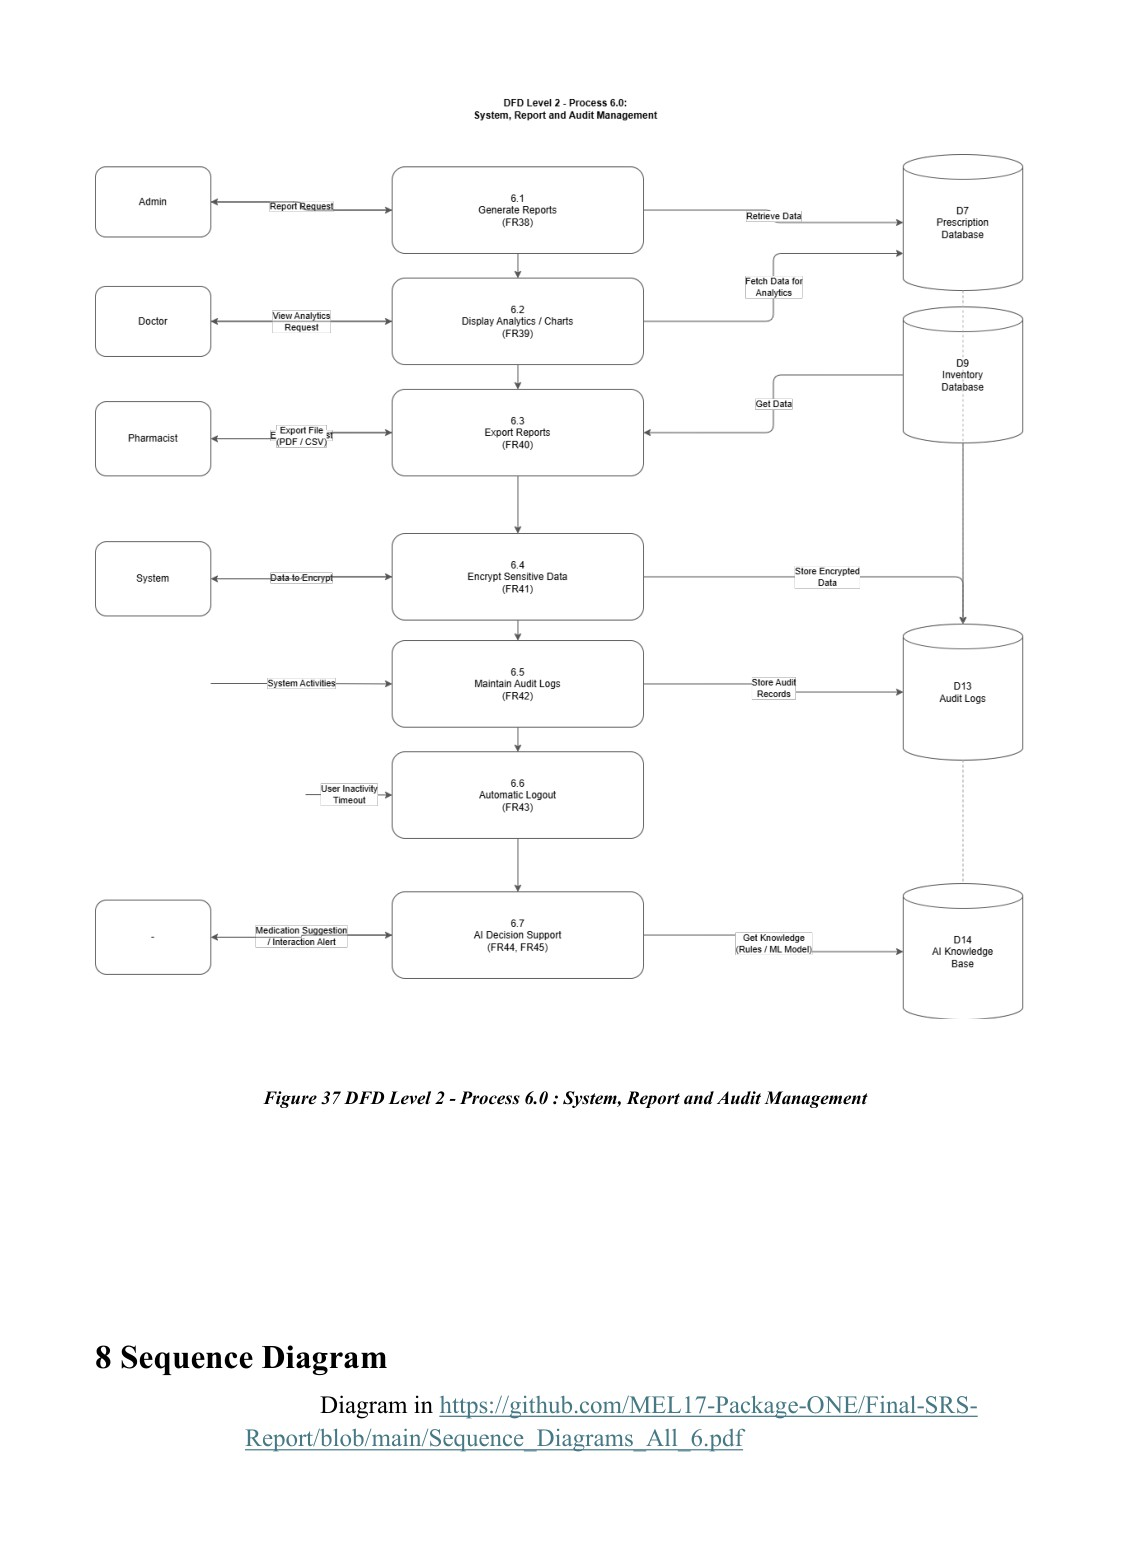 DFD Level 2 - Process 6.0:
System, Report and Audit Management
Admin
Report Request
6.1
Generate Reports
(FR38)
Retrieve Data
D7
Prescription
Database
Doctor
View Analytics
Request
6.2
Display Analytics / Charts
(FR39)
Fetch Data for
Analytics
D9
Inventory
Database
Pharmacist
Export File
(PDF / CSV)
6.3
Export Reports
(FR40)
Get Data
System
Data to Encrypt
6.4
Encrypt Sensitive Data
(FR41)
Store Encrypted
Data
System Activities
6.5
Maintain Audit Logs
(FR42)
Store Audit
Records
D13
Audit Logs
User Inactivity
Timeout
6.6
Automatic Logout
(FR43)
-
Medication Suggestion
/ Interaction Alert
6.7
AI Decision Support
(FR44, FR45)
Get Knowledge
(Rules / ML Model)
D14
AI Knowledge
Base
Figure 37 DFD Level 2 - Process 6.0 : System, Report and Audit Management
8 Sequence Diagram
Diagram in https://github.com/MEL17-Package-ONE/Final-SRS-
Report/blob/main/Sequence_Diagrams_All_6.pdf